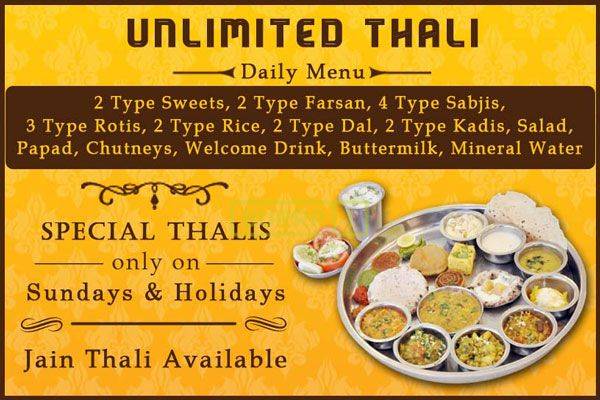 UNLIMITED THALI
Daily Menu
2 Type Sweets, 2 Type Farsan, 4 Type Sabjis,
3 Type Rotis, 2 Type Rice, 2 Type Dal, 2 Type Kadis, Salad,
Papad, Chutneys, Welcome Drink, Buttermilk, Mineral Water
SPECIAL THALIS
only on
Sundays & Holidays
Jain Thali Available